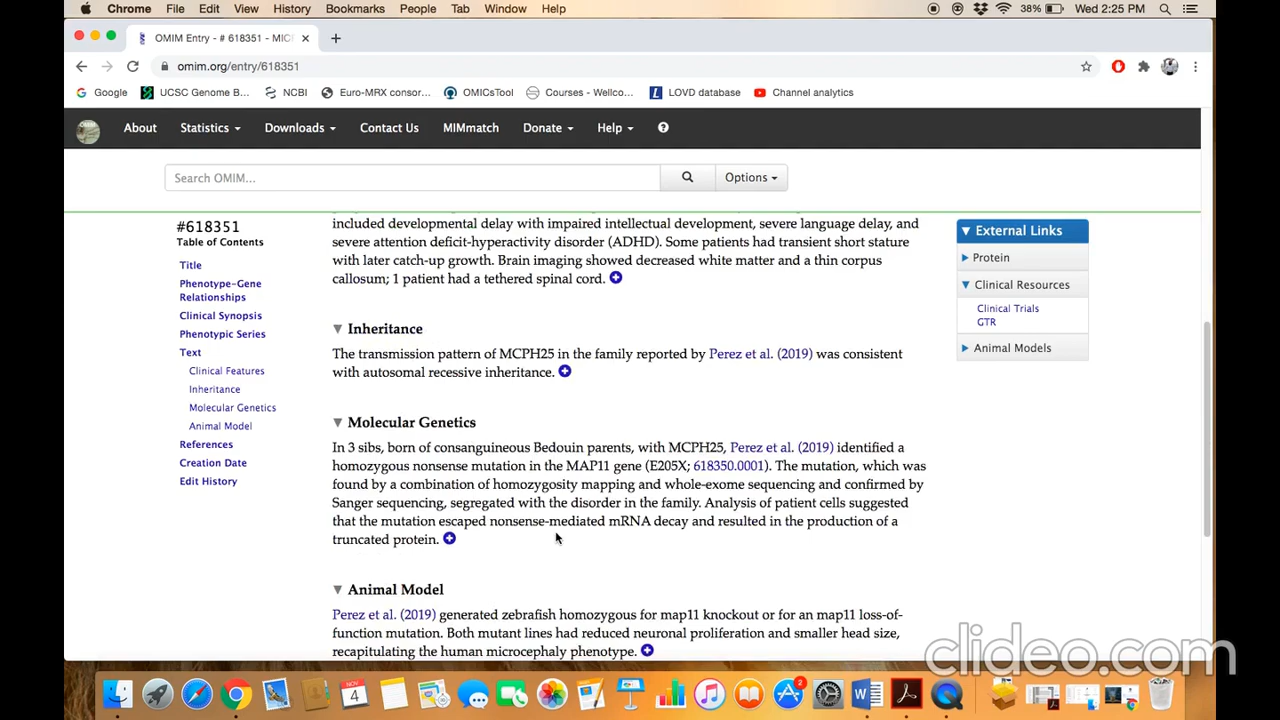 Chrome File Edit View History Bookmarks People Tab Window Help 38% Wed 2:25 PM
OMIM Entry - # 618351 - MIC
omim.org/entry/618351
Google UCSC Genome B... NCBI Euro-MRX consor... OMICsTool Courses - Wellco... LOVD database Channel analytics
About Statistics Downloads Contact Us MIMmatch Donate Help
Search OMIM... Options
#618351
Table of Contents
Title
Phenotype-Gene
Relationships
Clinical Synopsis
Phenotypic Series
Text
Clinical Features
Inheritance
Molecular Genetics
Animal Model
References
Creation Date
Edit History
included developmental delay with impaired intellectual development, severe language delay, and
severe attention deficit-hyperactivity disorder (ADHD). Some patients had transient short stature
with later catch-up growth. Brain imaging showed decreased white matter and a thin corpus
callosum; 1 patient had a tethered spinal cord.
Inheritance
The transmission pattern of MCPH25 in the family reported by Perez et al. (2019) was consistent
with autosomal recessive inheritance.
Molecular Genetics
In 3 sibs, born of consanguineous Bedouin parents, with MCPH25, Perez et al. (2019) identified a
homozygous nonsense mutation in the MAP11 gene (E205X; 618350.0001). The mutation, which was
found by a combination of homozygosity mapping and whole-exome sequencing and confirmed by
Sanger sequencing, segregated with the disorder in the family. Analysis of patient cells suggested
that the mutation escaped nonsense-mediated mRNA decay and resulted in the production of a
truncated protein.
Animal Model
Perez et al. (2019) generated zebrafish homozygous for map11 knockout or for an map11 loss-of-
function mutation. Both mutant lines had reduced neuronal proliferation and smaller head size,
recapitulating the human microcephaly phenotype.
External Links
Protein
Clinical Resources
Clinical Trials
GTR
Animal Models
clideo.com
NOV
4
2